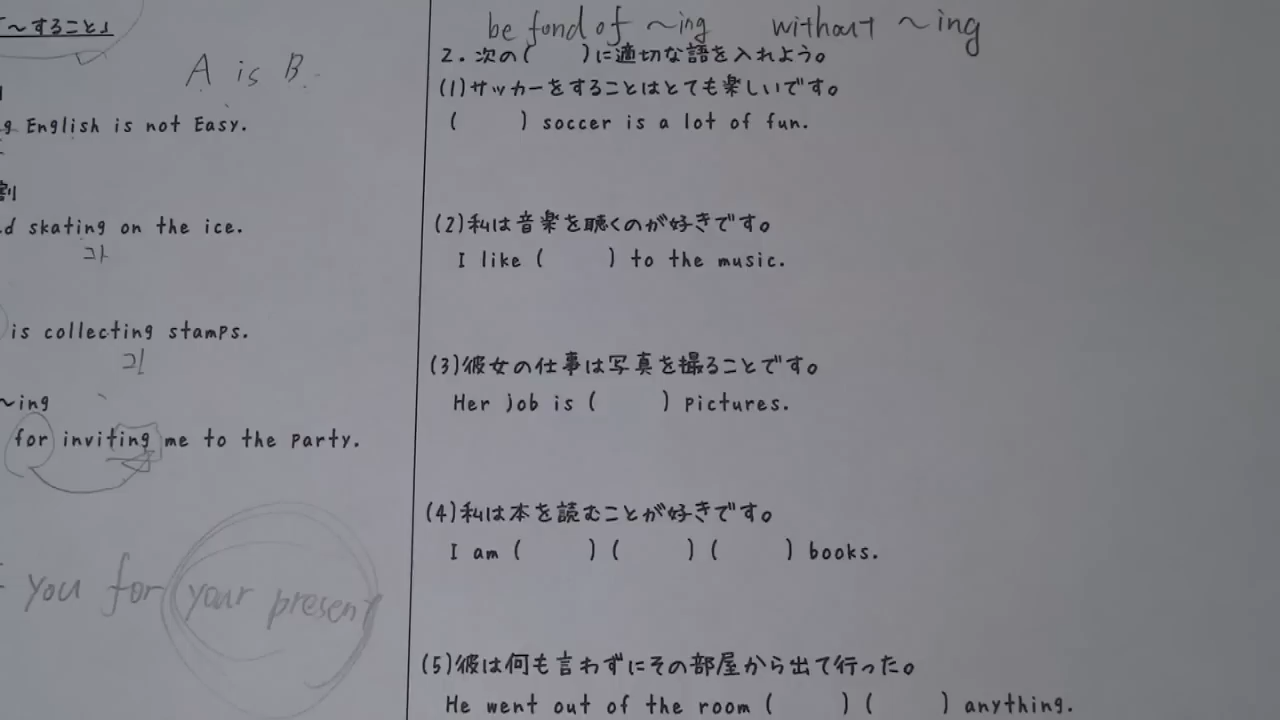 「～すること」
A is B.
English is not Easy.
割
skating on the ice.
コト
is collecting stamps.
コト
～ing
for inviting me to the party.
you for your present
be fond of ～ing without ～ing
2.次の( )に適切な語を入れよう。
(1)サッカーをすることはとても楽しいです。
( ) soccer is a lot of fun.
(2)私は音楽を聴くのが好きです。
I like ( ) to the music.
(3)彼女の仕事は写真を撮ることです。
Her job is ( ) pictures.
(4)私は本を読むことが好きです。
I am ( ) ( ) ( ) books.
(5)彼は何も言わずにその部屋から出て行った。
He went out of the room ( ) ( ) anything.